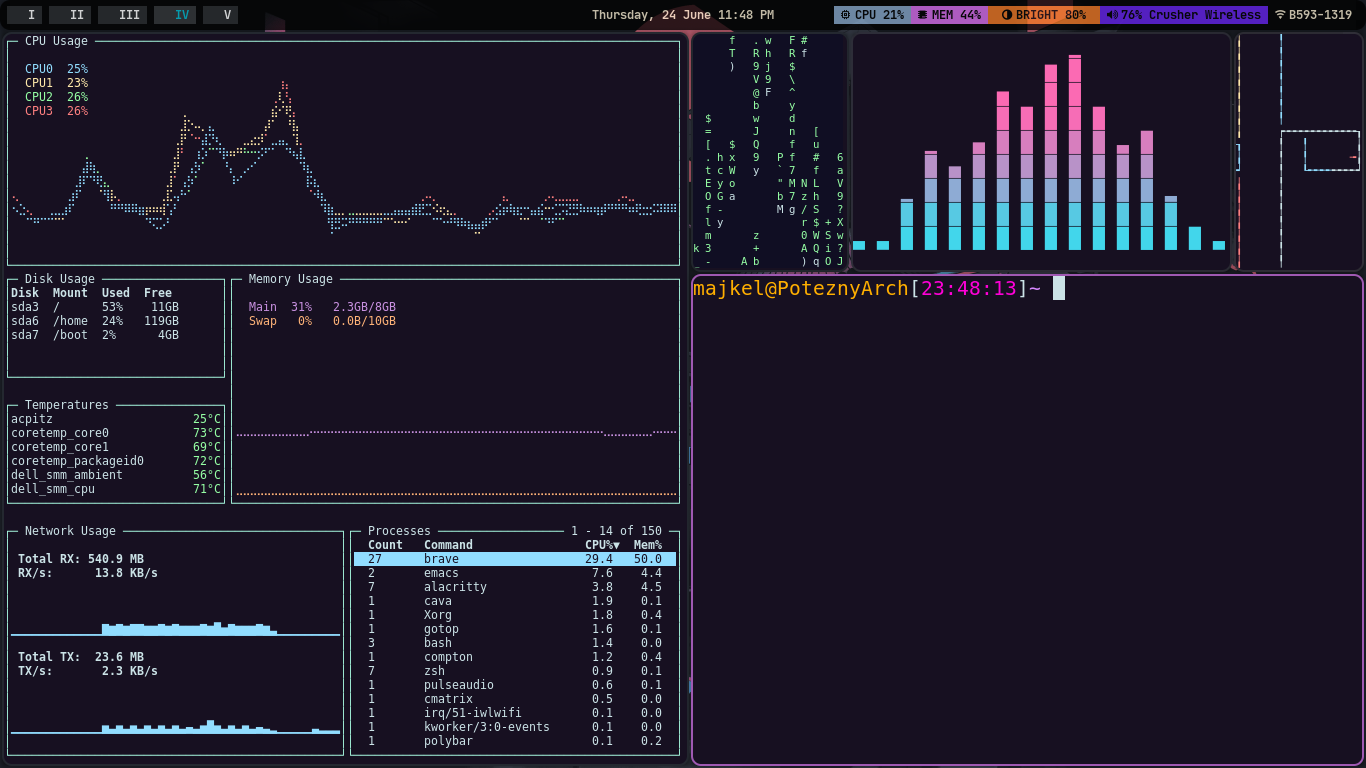 I II III IV V
Thursday, 24 June 11:48 PM
CPU 21% MEM 44% BRIGHT 80% 76% Crusher Wireless B593-1319
CPU Usage
CPU0 25%
CPU1 23%
CPU2 26%
CPU3 26%
Disk Usage
Disk Mount Used Free
sda3 / 53% 11GB
sda6 /home 24% 119GB
sda7 /boot 2% 4GB
Memory Usage
Main 31% 2.3GB/8GB
Swap 0% 0.0B/10GB
Temperatures
acpitz 25°C
coretemp_core0 73°C
coretemp_core1 69°C
coretemp_packageid0 72°C
dell_smm_ambient 56°C
dell_smm_cpu 71°C
Network Usage
Total RX: 540.9 MB
RX/s: 13.8 KB/s
Total TX: 23.6 MB
TX/s: 2.3 KB/s
Processes 1 - 14 of 150
Count Command CPU%▼ Mem%
27 brave 29.4 50.0
2 emacs 7.6 4.4
7 alacritty 3.8 4.5
1 cava 1.9 0.1
1 Xorg 1.8 0.4
1 gotop 1.6 0.1
3 bash 1.4 0.0
1 compton 1.2 0.4
7 zsh 0.9 0.1
1 pulseaudio 0.6 0.1
1 cmatrix 0.5 0.0
1 irq/51-iwlwifi 0.1 0.0
1 kworker/3:0-events 0.1 0.0
1 polybar 0.1 0.2
f . w F #
T R h R f
) 9 j $
V 9 \
@ F ^
b y
$ w d
= J n [
[ $ Q f u
. h x 9 P f # 6
t c W y ` 7 f a
E y o " M N L V
O G a b 7 z h 9
f - M g / S ?
l y r $ + X
m z 0 W S w
k 3 + A Q i ?
- A b ) q O J
majkel@PoteznyArch[23:48:13]~